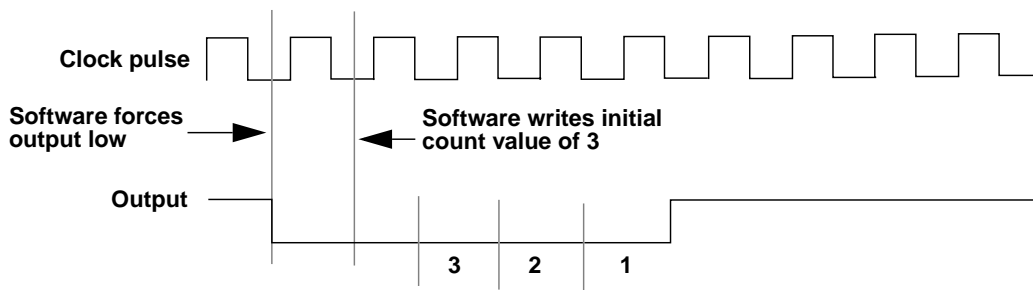 Clock pulse
Software forces
output low
Software writes initial
count value of 3
Output
3 2 1